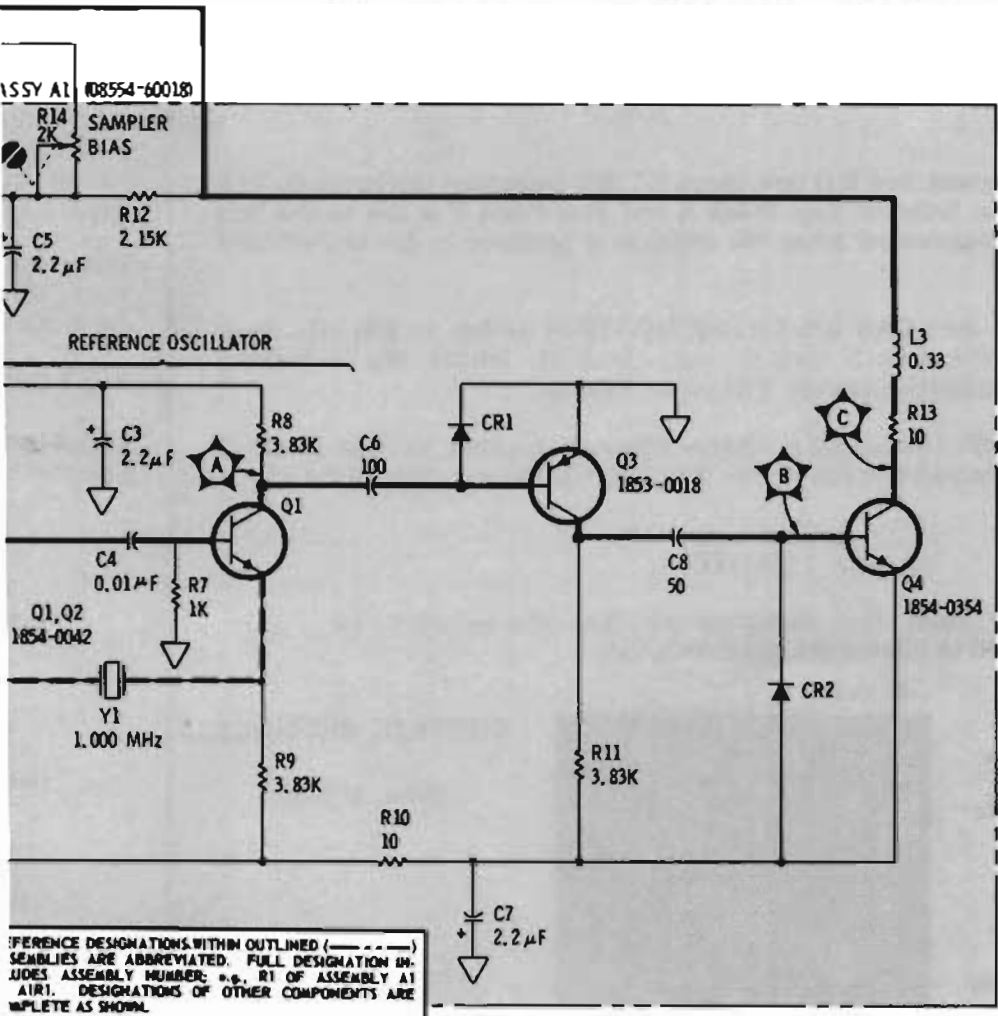 ASSY A1 (08554-60018)
R14
2K
SAMPLER
BIAS
R12
2.15K
C5
2.2µF
REFERENCE OSCILLATOR
L3
0.33
R13
10
C
C3
2.2µF
R8
3.83K
A
C6
100
CR1
Q3
1853-0018
B
Q1
C4
0.01µF
R7
1K
C8
50
Q4
1854-0354
Q1,Q2
1854-0042
Y1
1.000 MHz
CR2
R9
3.83K
R11
3.83K
R10
10
C7
2.2µF
EFERENCE DESIGNATIONS WITHIN OUTLINED (— - - —)
SEMBLIES ARE ABBREVIATED. FULL DESIGNATION IN-
UDES ASSEMBLY NUMBER; e.g., R1 OF ASSEMBLY A1
A1R1. DESIGNATIONS OF OTHER COMPONENTS ARE
MPLETE AS SHOWN.